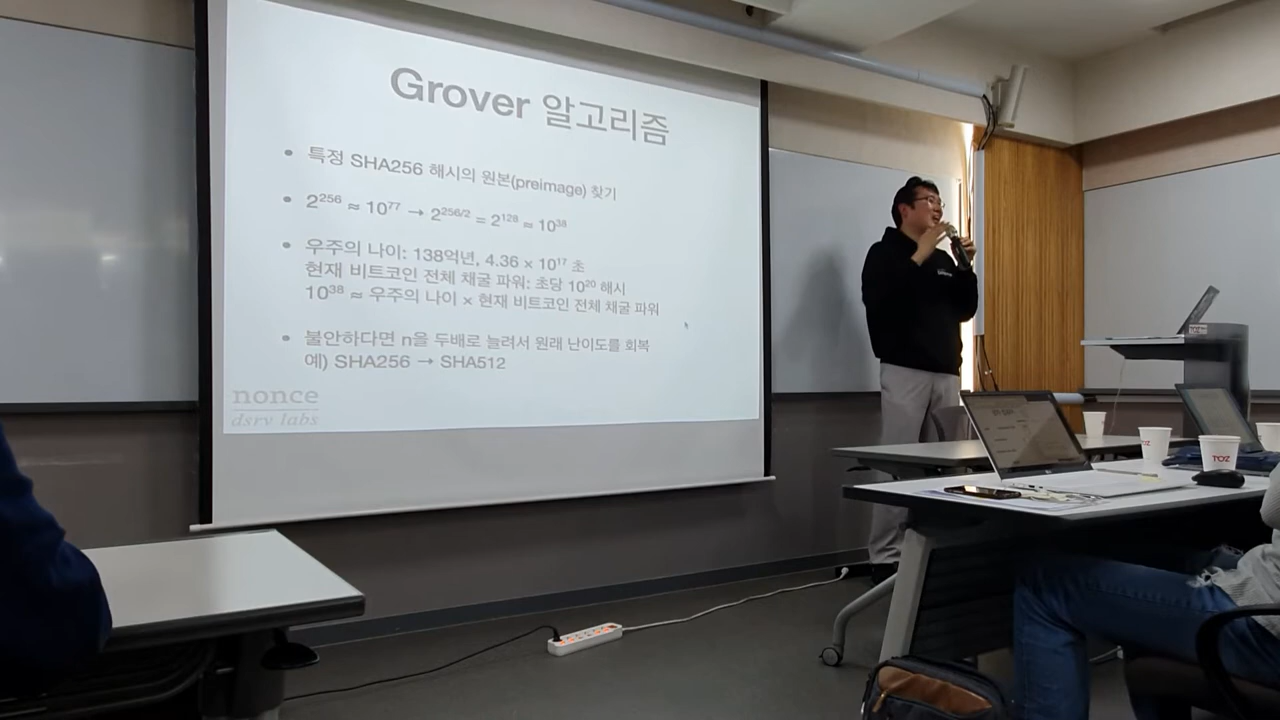 Grover 알고리즘
• 특정 SHA256 해시의 원본(preimage) 찾기
• 2²⁵⁶ ≈ 10⁷⁷ → 2²⁵⁶ᐟ² = 2¹²⁸ ≈ 10³⁸
• 우주의 나이: 138억년, 4.36 × 10¹⁷ 초
현재 비트코인 전체 채굴 파워: 초당 10²⁰ 해시
10³⁸ ≈ 우주의 나이 × 현재 비트코인 전체 채굴 파워
• 불안하다면 n을 두배로 늘려서 원래 난이도를 회복
예) SHA256 → SHA512
nonce
dsrv labs
TOZ
TOZ